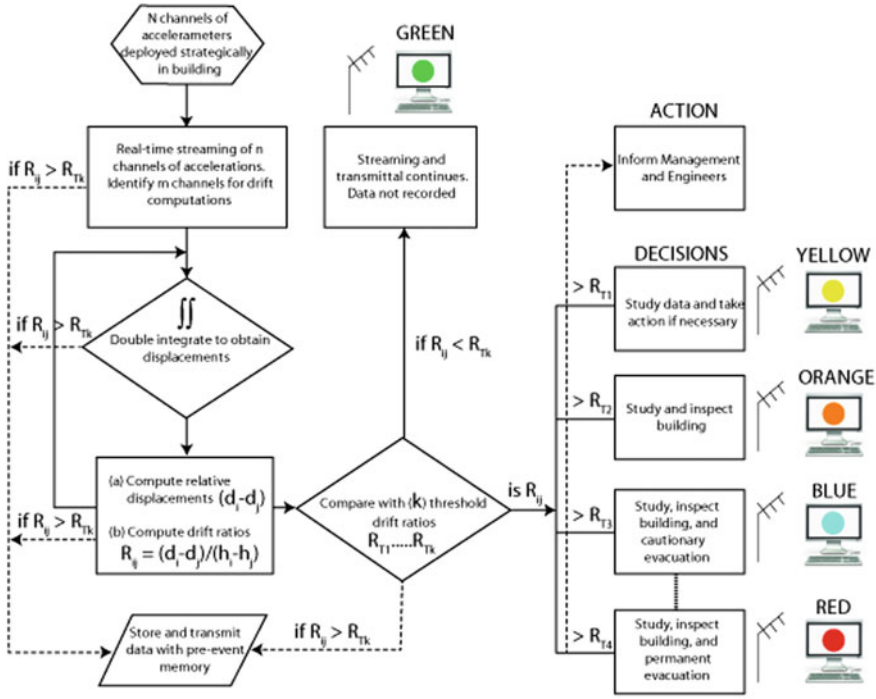 N channels of
accelerameters
deployed strategically
in building
GREEN
Real-time streaming of n
channels of accelerations.
Identify m channels for drift
computations
if Rij > RTk
Streaming and
transmittal continues.
Data not recorded
ACTION
Inform Management
and Engineers
∬
Double integrate to obtain
displacements
if Rij > RTk
if Rij < RTk
DECISIONS
YELLOW
> RT1
Study data and take
action if necessary
ORANGE
> RT2
Study and inspect
building
(a) Compute relative
displacements (di-dj)
(b) Compute drift ratios
Rij = (di-dj)/(hi-hj)
if Rij > RTk
Compare with (k) threshold
drift ratios
RT1.....RTk
is Rij
BLUE
> RT3
Study, inspect
building, and
cautionary
evacuation
RED
> RT4
Study, inspect
building, and
permanent
evacuation
Store and transmit
data with pre-event
memory
if Rij > RTk